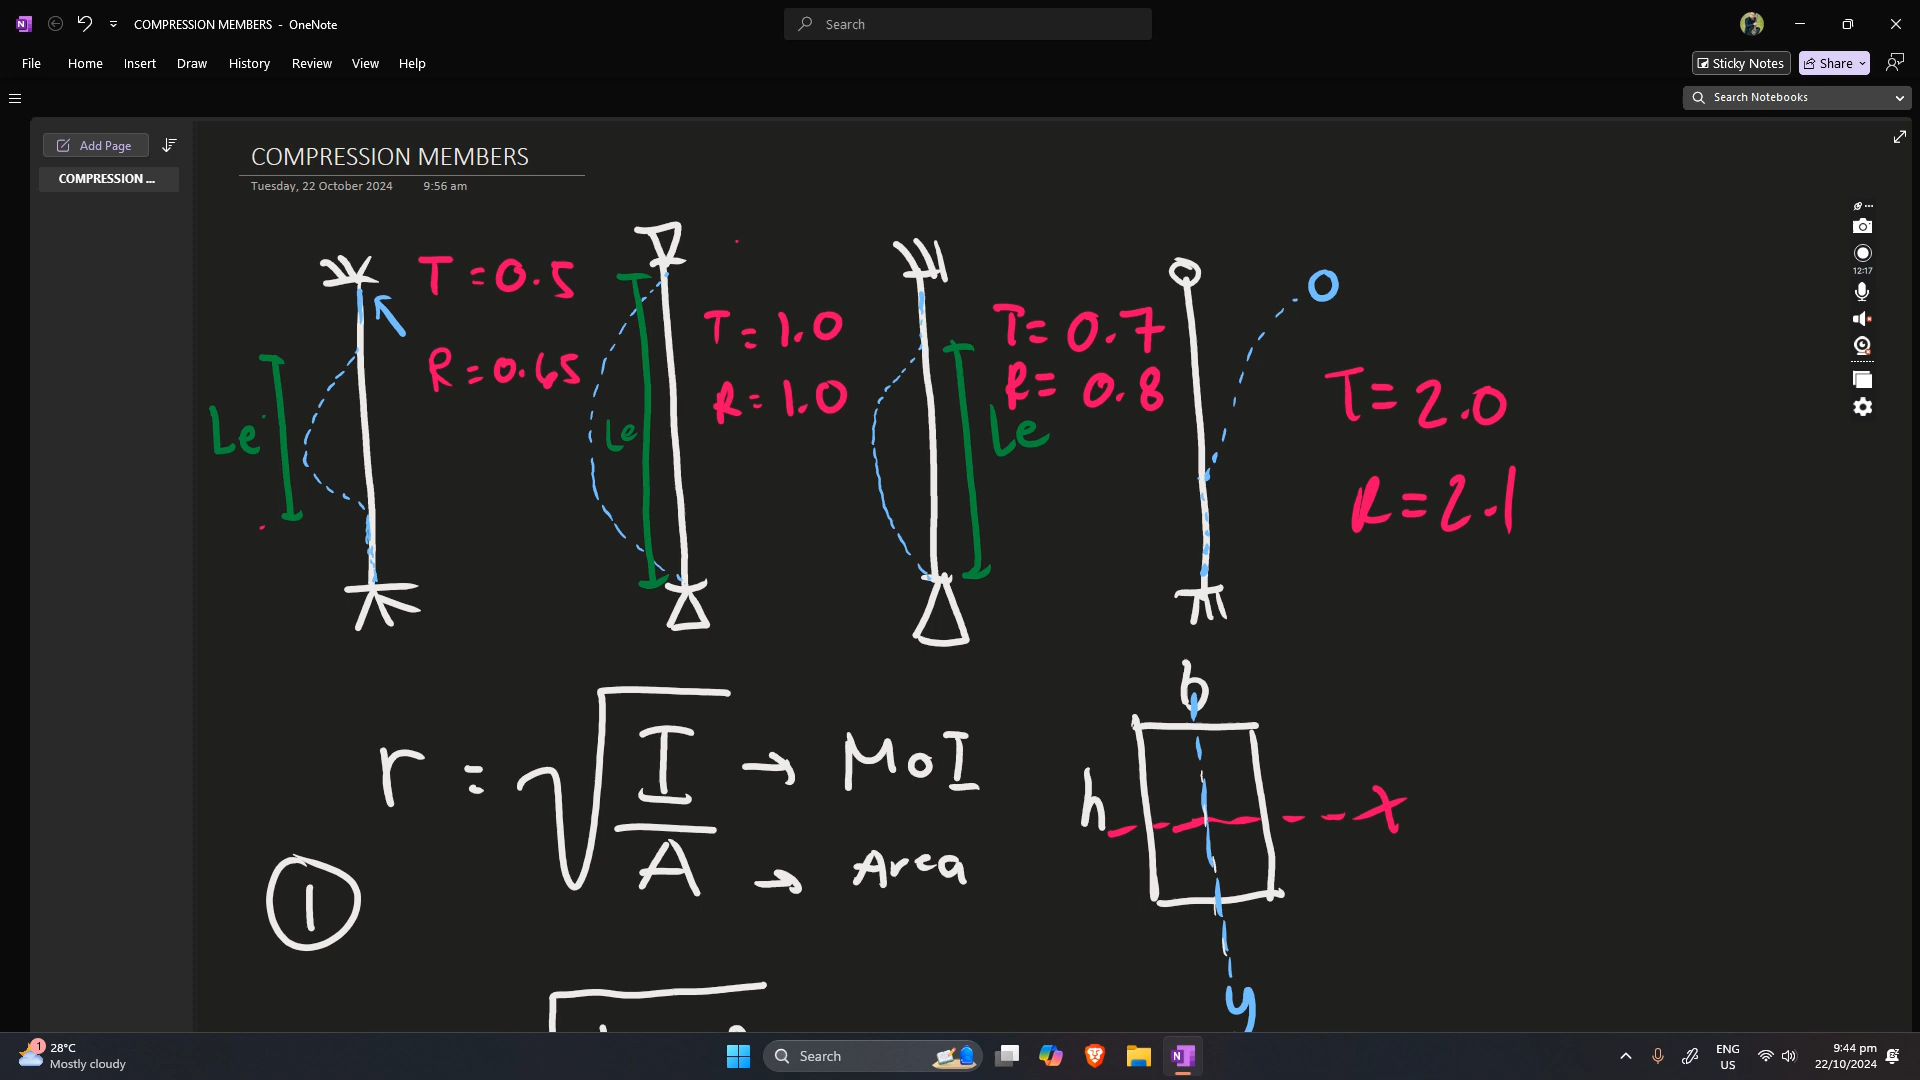 COMPRESSION MEMBERS - OneNote
Search
File Home Insert Draw History Review View Help
Sticky Notes
Share
Search Notebooks
Add Page
COMPRESSION ...
COMPRESSION MEMBERS
Tuesday, 22 October 2024 9:56 am
12:17
T = 0.5
R = 0.65
Le
T = 1.0
R = 1.0
Le
T = 0.7
R = 0.8
Le
T = 2.0
R = 2.1
r = √ I / A
I → MoI
A → Area
1
b
h
x
y
1
28°C
Mostly cloudy
Search
ENG
US
9:44 pm
22/10/2024